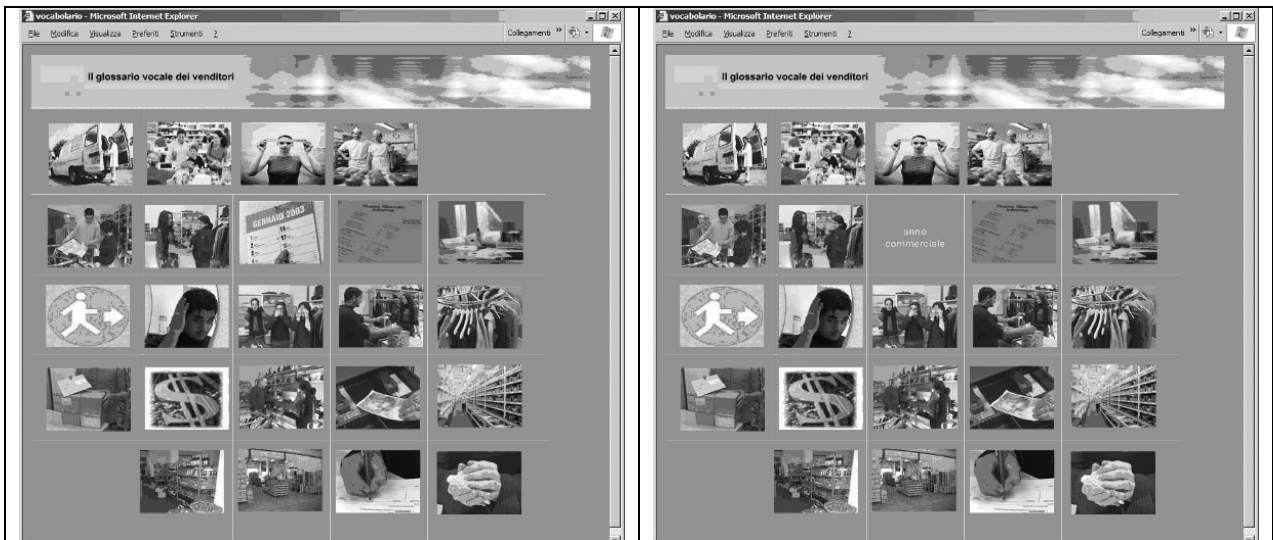 vocabolario - Microsoft Internet Explorer
File Modifica Visualizza Preferiti Strumenti ?
Collegamenti »
Il glossario vocale dei venditori
GENNAIO 2003
vocabolario - Microsoft Internet Explorer
File Modifica Visualizza Preferiti Strumenti ?
Collegamenti »
Il glossario vocale dei venditori
anno
commerciale